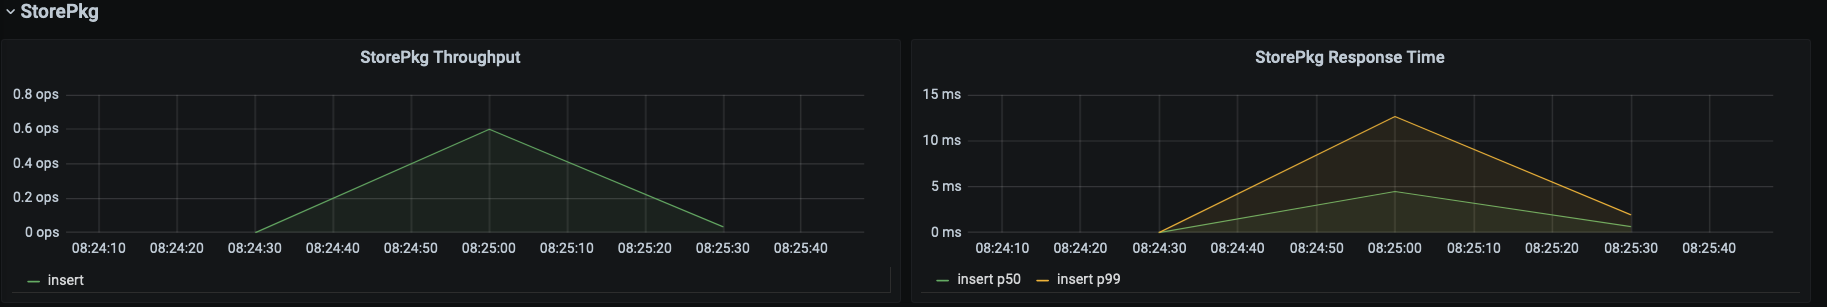 StorePkg
StorePkg Throughput
0.8 ops
0.6 ops
0.4 ops
0.2 ops
0 ops
08:24:10 08:24:20 08:24:30 08:24:40 08:24:50 08:25:00 08:25:10 08:25:20 08:25:30 08:25:40
insert
StorePkg Response Time
15 ms
10 ms
5 ms
0 ms
08:24:10 08:24:20 08:24:30 08:24:40 08:24:50 08:25:00 08:25:10 08:25:20 08:25:30 08:25:40
insert p50 insert p99